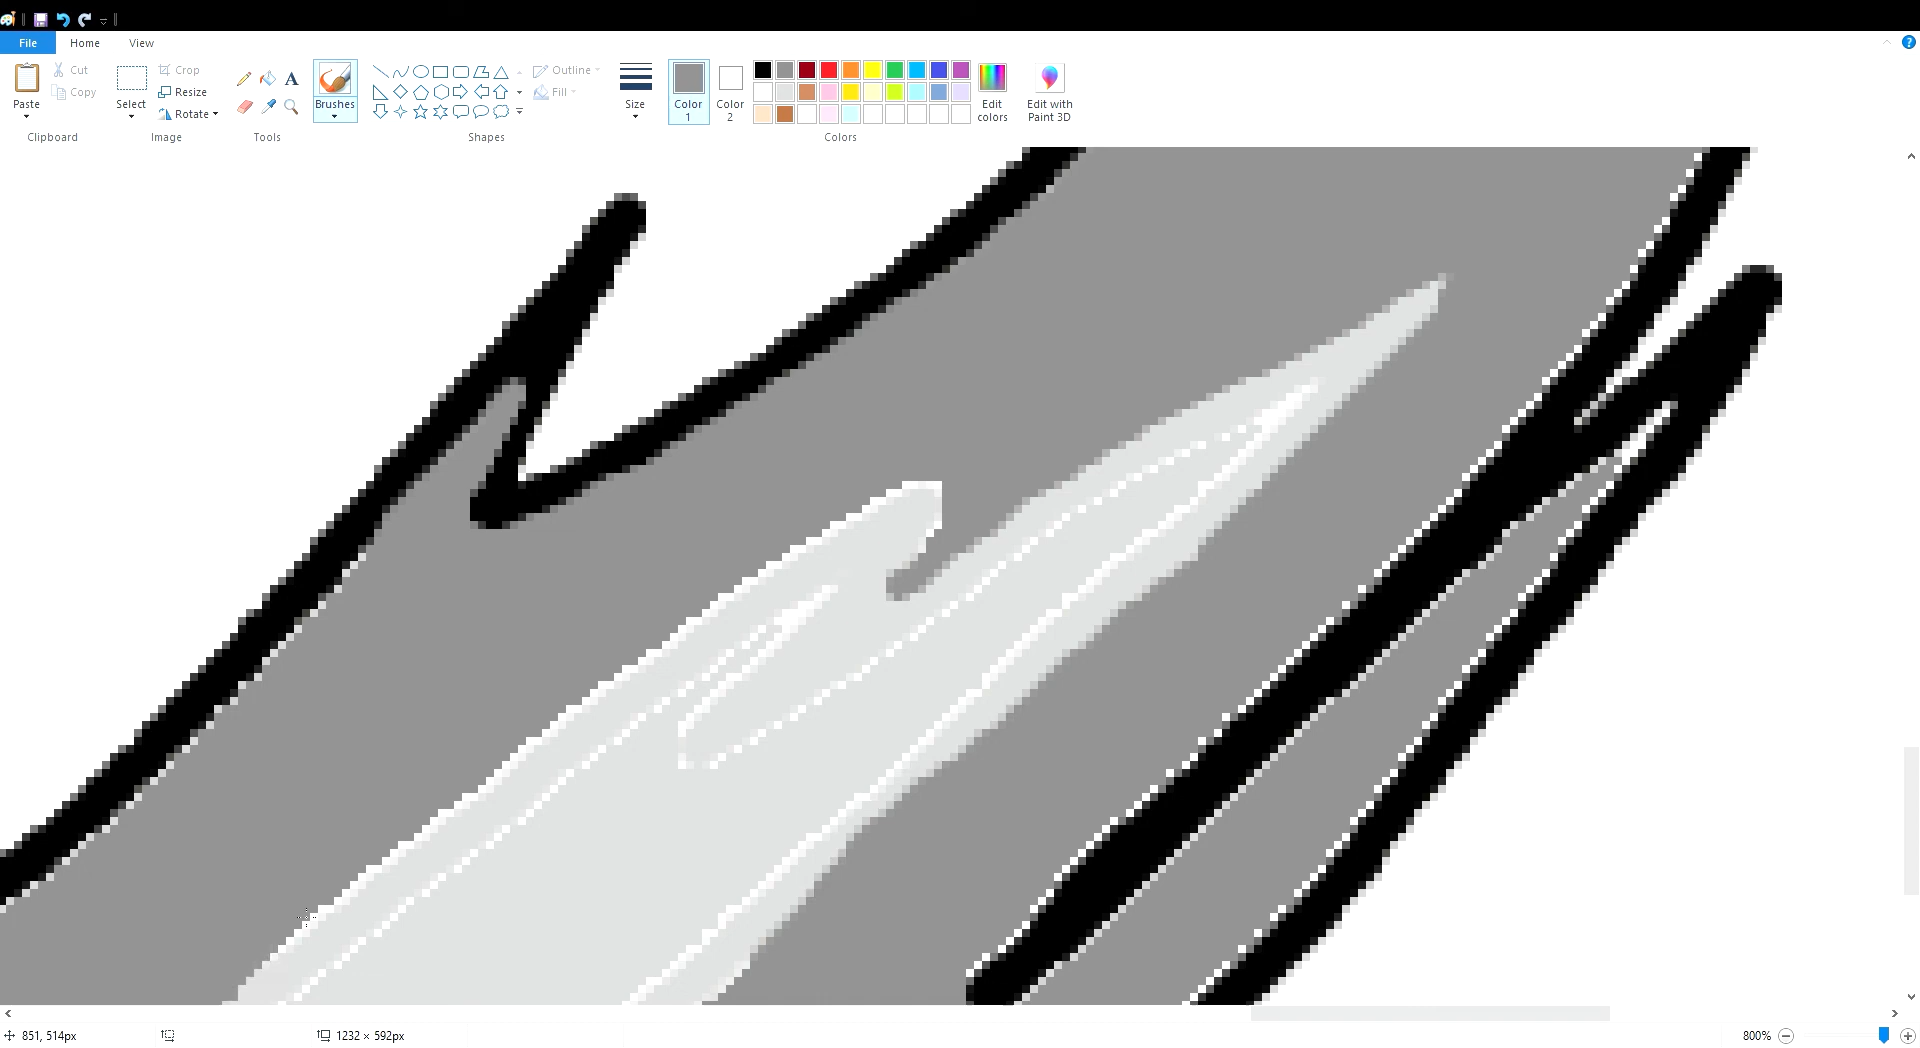 File Home View ?
Paste Cut Copy Select Crop Resize Rotate A Brushes Outline Fill Size Color 1 Color 2 Edit colors Edit with Paint 3D
Clipboard Image Tools Shapes Colors
851, 514px 1232 × 592px 800%